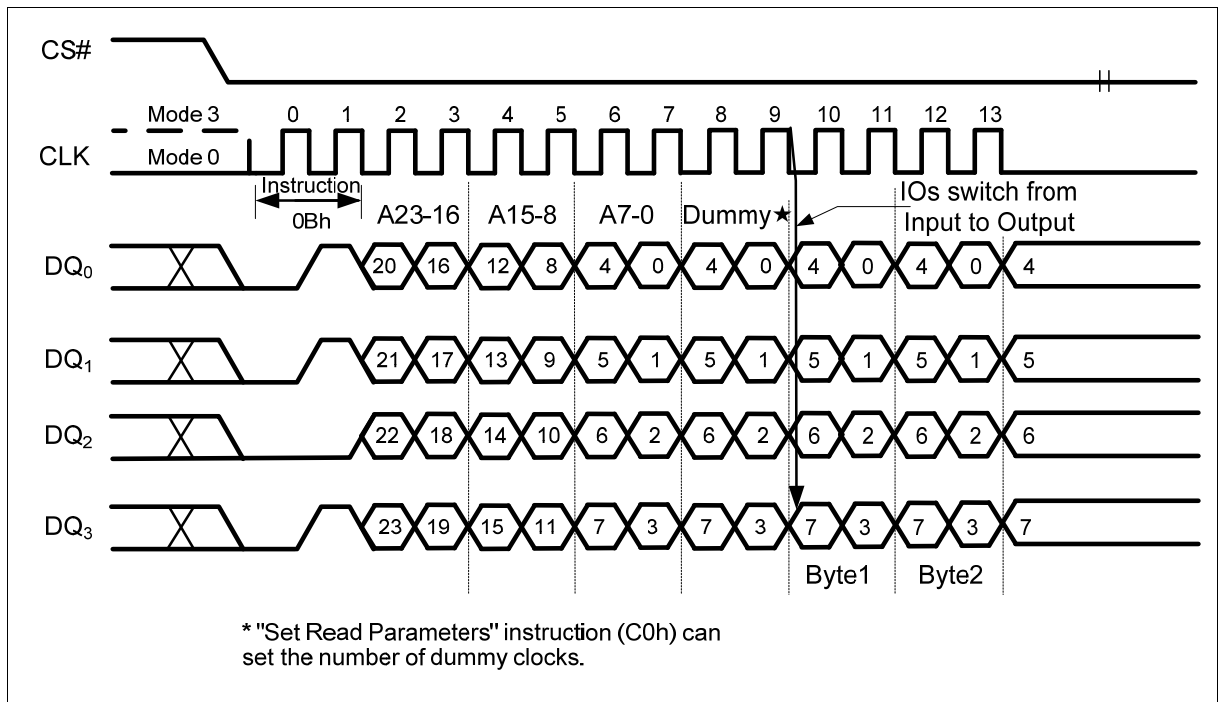 CS#
Mode 3 0 1 2 3 4 5 6 7 8 9 10 11 12 13
CLK Mode 0
Instruction
0Bh
A23-16 A15-8 A7-0 Dummy★
IOs switch from
Input to Output
DQ0 20 16 12 8 4 0 4 0 4 0 4 0 4
DQ1 21 17 13 9 5 1 5 1 5 1 5 1 5
DQ2 22 18 14 10 6 2 6 2 6 2 6 2 6
DQ3 23 19 15 11 7 3 7 3 7 3 7 3 7
Byte1 Byte2
* "Set Read Parameters" instruction (C0h) can
set the number of dummy clocks.